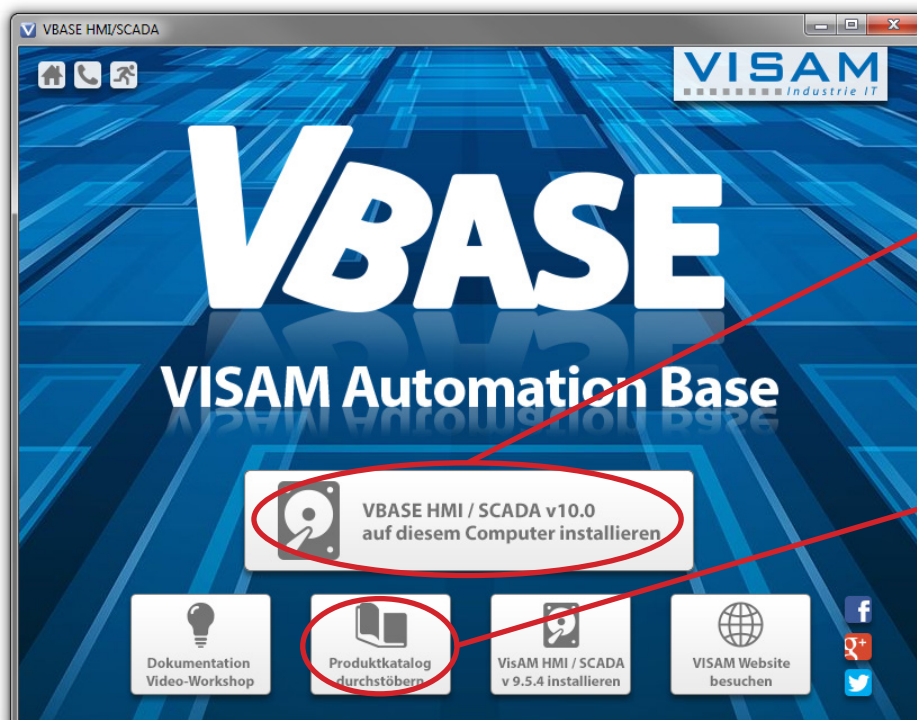 VBASE HMI/SCADA
VISAM
Industrie IT
VBASE
VISAM Automation Base
VBASE HMI / SCADA v10.0
auf diesem Computer installieren
Dokumentation
Video-Workshop
Produktkatalog
durchstöbern
VisAM HMI / SCADA
v 9.5.4 installieren
VISAM Website
besuchen
f
g+